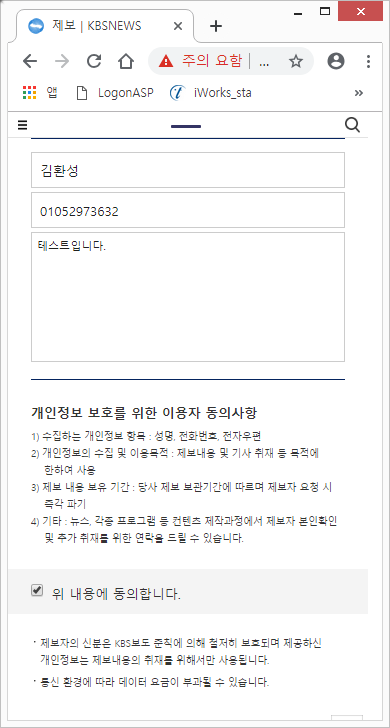 제보 | KBSNEWS
주의 요함 | ...
앱 LogonASP iWorks_sta »
김환성
01052973632
테스트입니다.
개인정보 보호를 위한 이용자 동의사항
1) 수집하는 개인정보 항목 : 성명, 전화번호, 전자우편
2) 개인정보의 수집 및 이용목적 : 제보내용 및 기사 취재 등 목적에
한하여 사용
3) 제보 내용 보유 기간 : 당사 제보 보관기간에 따르며 제보자 요청 시
즉각 파기
4) 기타 : 뉴스, 각종 프로그램 등 컨텐츠 제작과정에서 제보자 본인확인
및 추가 취재를 위한 연락을 드릴 수 있습니다.
위 내용에 동의합니다.
· 제보자의 신분은 KBS보도 준칙에 의해 철저히 보호되며 제공하신
개인정보는 제보내용의 취재를 위해서만 사용됩니다.
· 통신 환경에 따라 데이터 요금이 부과될 수 있습니다.